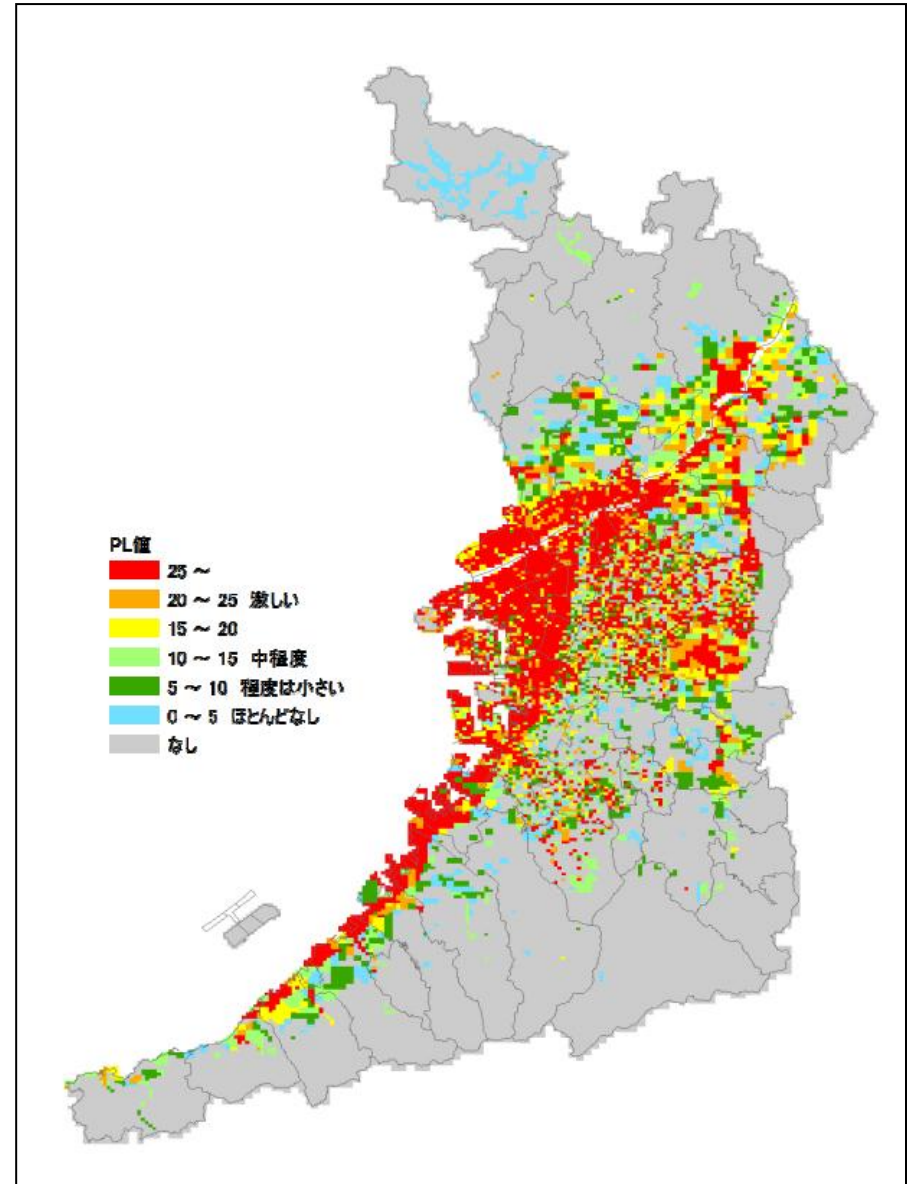 PL値
25 ～
20 ～ 25 激しい
15 ～ 20
10 ～ 15 中程度
5 ～ 10 程度は小さい
0 ～ 5 ほとんどなし
なし